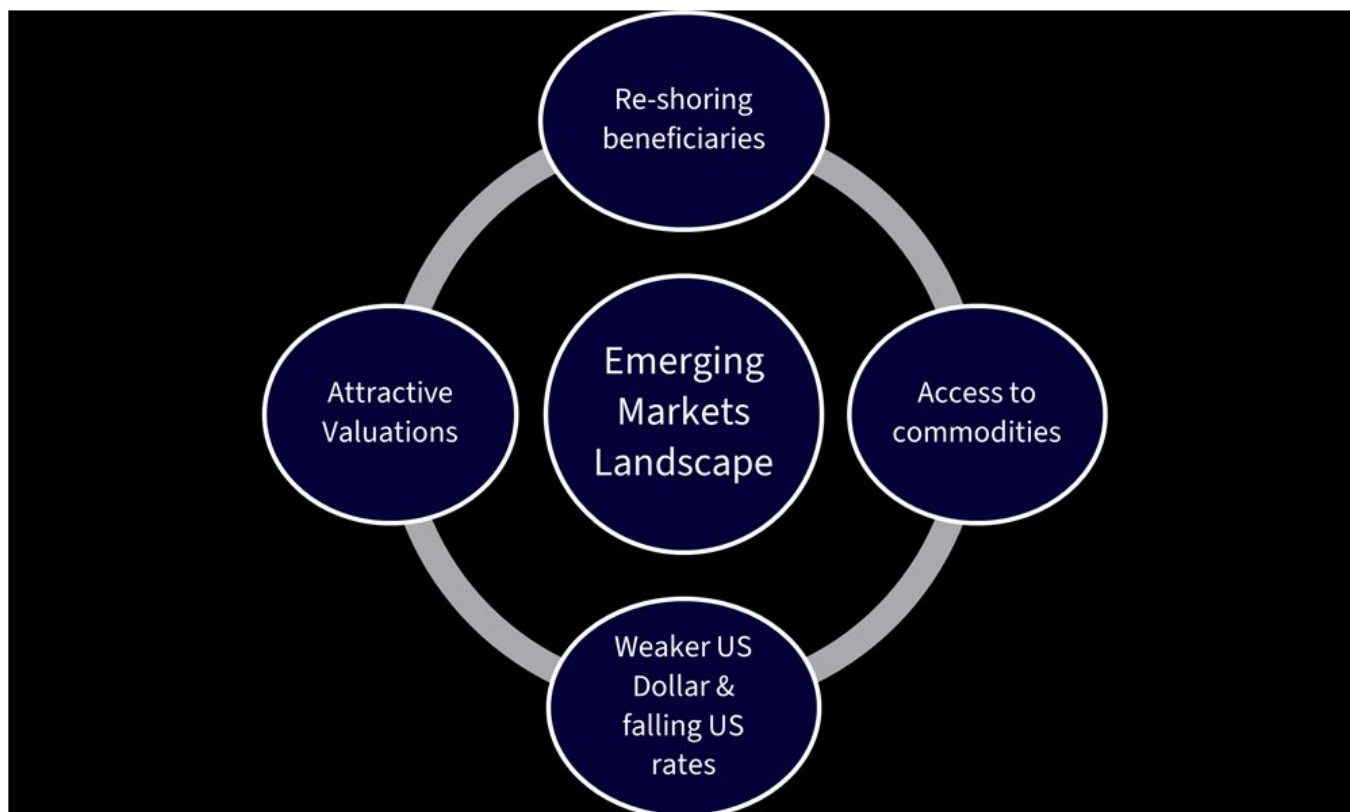 Re-shoring
beneficiaries
Attractive
Valuations
Emerging
Markets
Landscape
Access to
commodities
Weaker US
Dollar &
falling US
rates